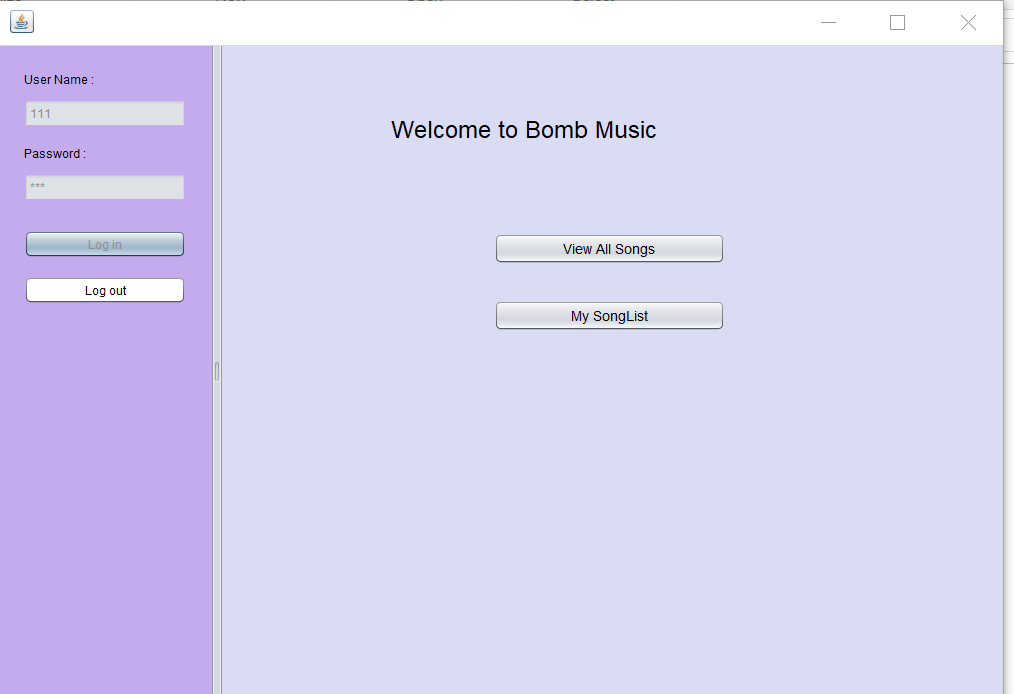 User Name :
111
Password :
***
Log in
Log out
Welcome to Bomb Music
View All Songs
My SongList